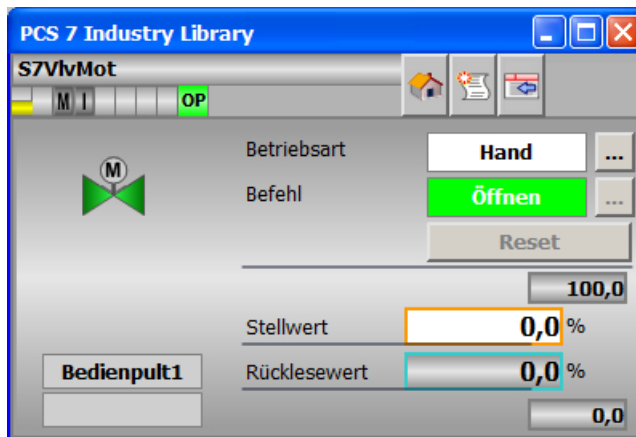 PCS 7 Industry Library
S7VlvMot
M I OP
Betriebsart Hand ...
M
Befehl Öffnen ...
Reset
100,0
Stellwert 0,0 %
Bedienpult1 Rücklesewert 0,0 %
0,0